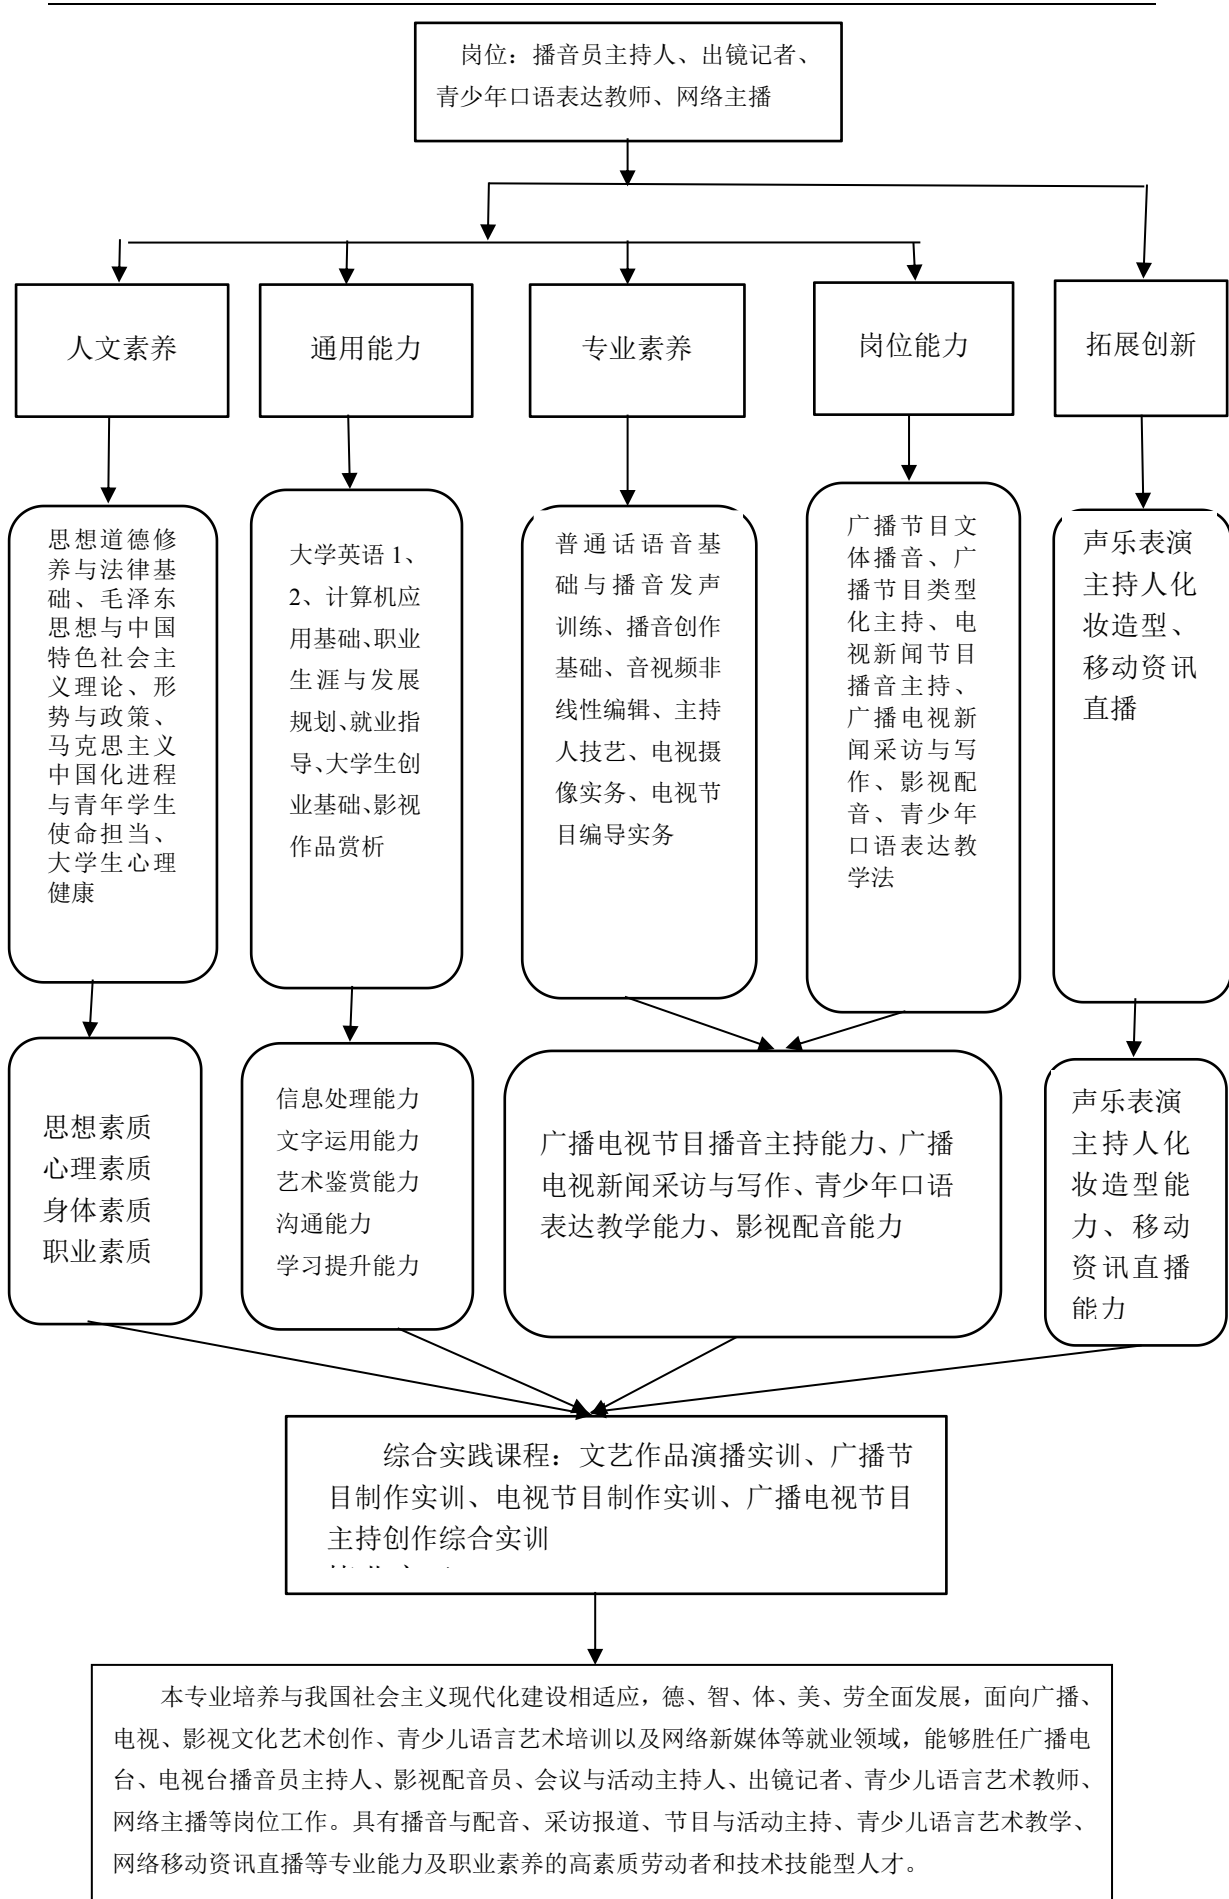 岗位：播音员主持人、出镜记者、
青少年口语表达教师、网络主播
人文素养
通用能力
专业素养
岗位能力
拓展创新
思想道德修
养与法律基
础、毛泽东
思想与中国
特色社会主
义理论、形
势与政策、
马克思主义
中国化进程
与青年学生
使命担当、
大学生心理
健康
大学英语 1、
2、计算机应
用基础、职业
生涯与发展
规划、就业指
导、大学生创
业基础、影视
作品赏析
普通话语音基
础与播音发声
训练、播音创作
基础、音视频非
线性编辑、主持
人技艺、电视摄
像实务、电视节
目编导实务
广播节目文
体播音、广
播节目类型
化主持、电
视新闻节目
播音主持、
广播电视新
闻采访与写
作、影视配
音、青少年
口语表达教
学法
声乐表演
主持人化
妆造型、
移动资讯
直播
思想素质
心理素质
身体素质
职业素质
信息处理能力
文字运用能力
艺术鉴赏能力
沟通能力
学习提升能力
广播电视节目播音主持能力、广播
电视新闻采访与写作、青少年口语
表达教学能力、影视配音能力
声乐表演
主持人化
妆造型能
力、移动
资讯直播
能力
综合实践课程：文艺作品演播实训、广播节
目制作实训、电视节目制作实训、广播电视节目
主持创作综合实训
本专业培养与我国社会主义现代化建设相适应，德、智、体、美、劳全面发展，面向广播、
电视、影视文化艺术创作、青少儿语言艺术培训以及网络新媒体等就业领域，能够胜任广播电
台、电视台播音员主持人、影视配音员、会议与活动主持人、出镜记者、青少儿语言艺术教师、
网络主播等岗位工作。具有播音与配音、采访报道、节目与活动主持、青少儿语言艺术教学、
网络移动资讯直播等专业能力及职业素养的高素质劳动者和技术技能型人才。